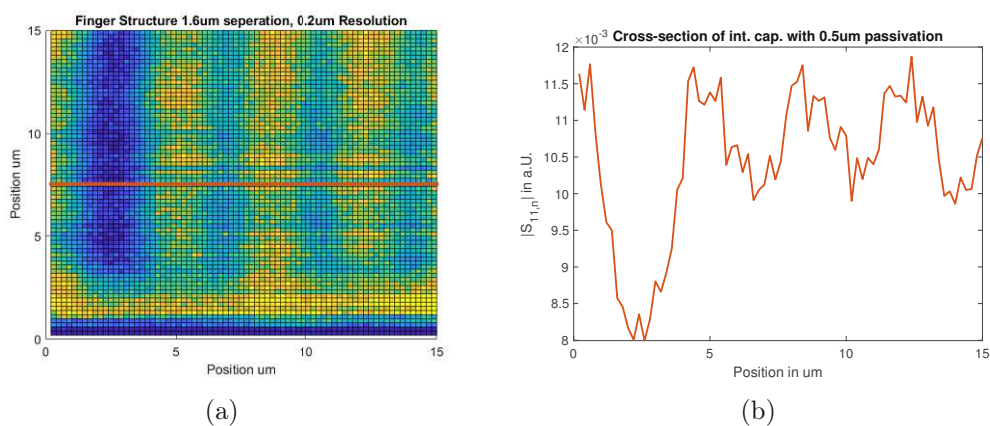 Finger Structure 1.6um seperation, 0.2um Resolution
15
10
5
0
Position um
0 5 10 15
Position um
(a)
×10⁻³ Cross-section of int. cap. with 0.5um passivation
12
11.5
11
10.5
10
9.5
9
8.5
8
|S₁₁,ₙ| in a.U.
0 5 10 15
Position in um
(b)